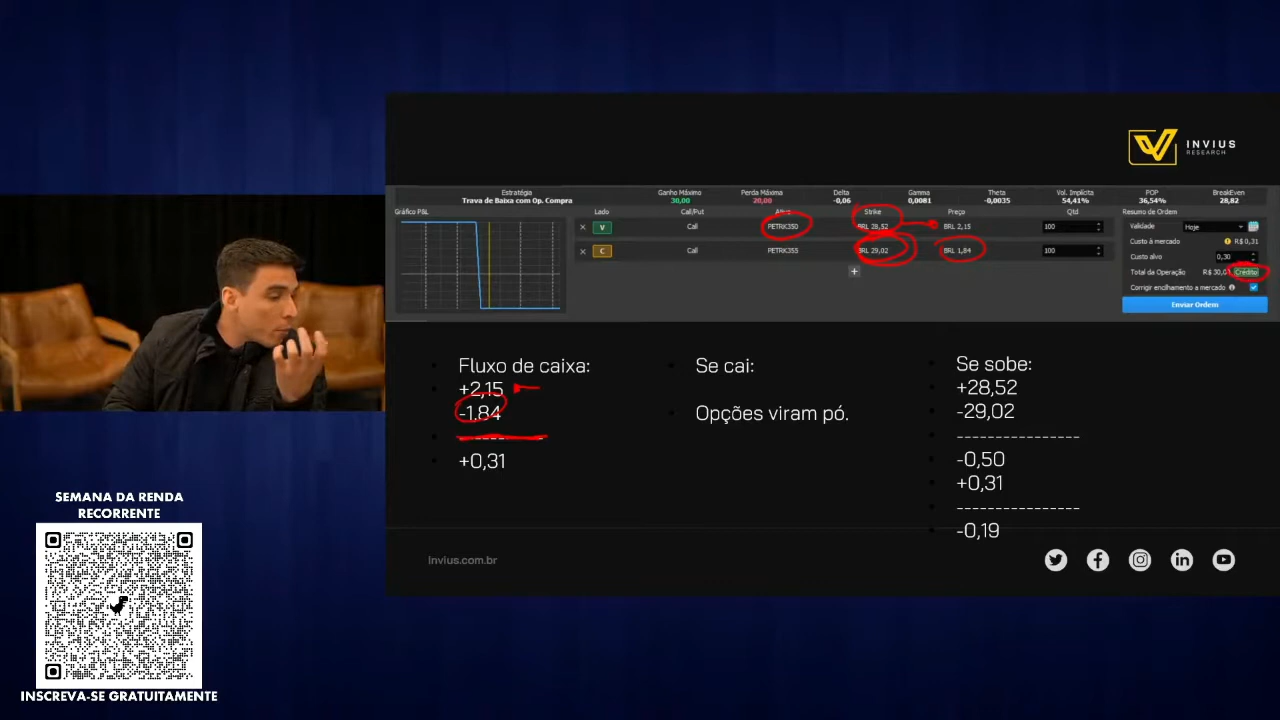 INVIUS
RESEARCH
Estratégia
Trava de Baixa com Op. Compra
Ganho Máximo
30,00
Perda Máxima
20,00
Delta
-0,06
Gamma
0,0081
Theta
-0,0035
Vol. Implícita
54,41%
POP
36,54%
BreakEven
28,82
Gráfico P&L
Lado Call/Put Ativo Strike Preço Qtd
V Call PETRK350 BRL 28,52 BRL 2,15 100
C Call PETRK355 BRL 29,02 BRL 1,84 100
+
Resumo de Ordem
Validade Hoje
Custo à mercado R$ 0,31
Custo alvo 0,30
Total da Operação Crédito
Corrigir encilhamento a mercado
Enviar Ordem
Fluxo de caixa:
+2,15
-1.84
+0,31
Se cai:
Opções viram pó.
Se sobe:
+28,52
-29,02
----------------
-0,50
+0,31
----------------
-0,19
Invius.com.br
SEMANA DA RENDA
RECORRENTE
INSCREVA-SE GRATUITAMENTE